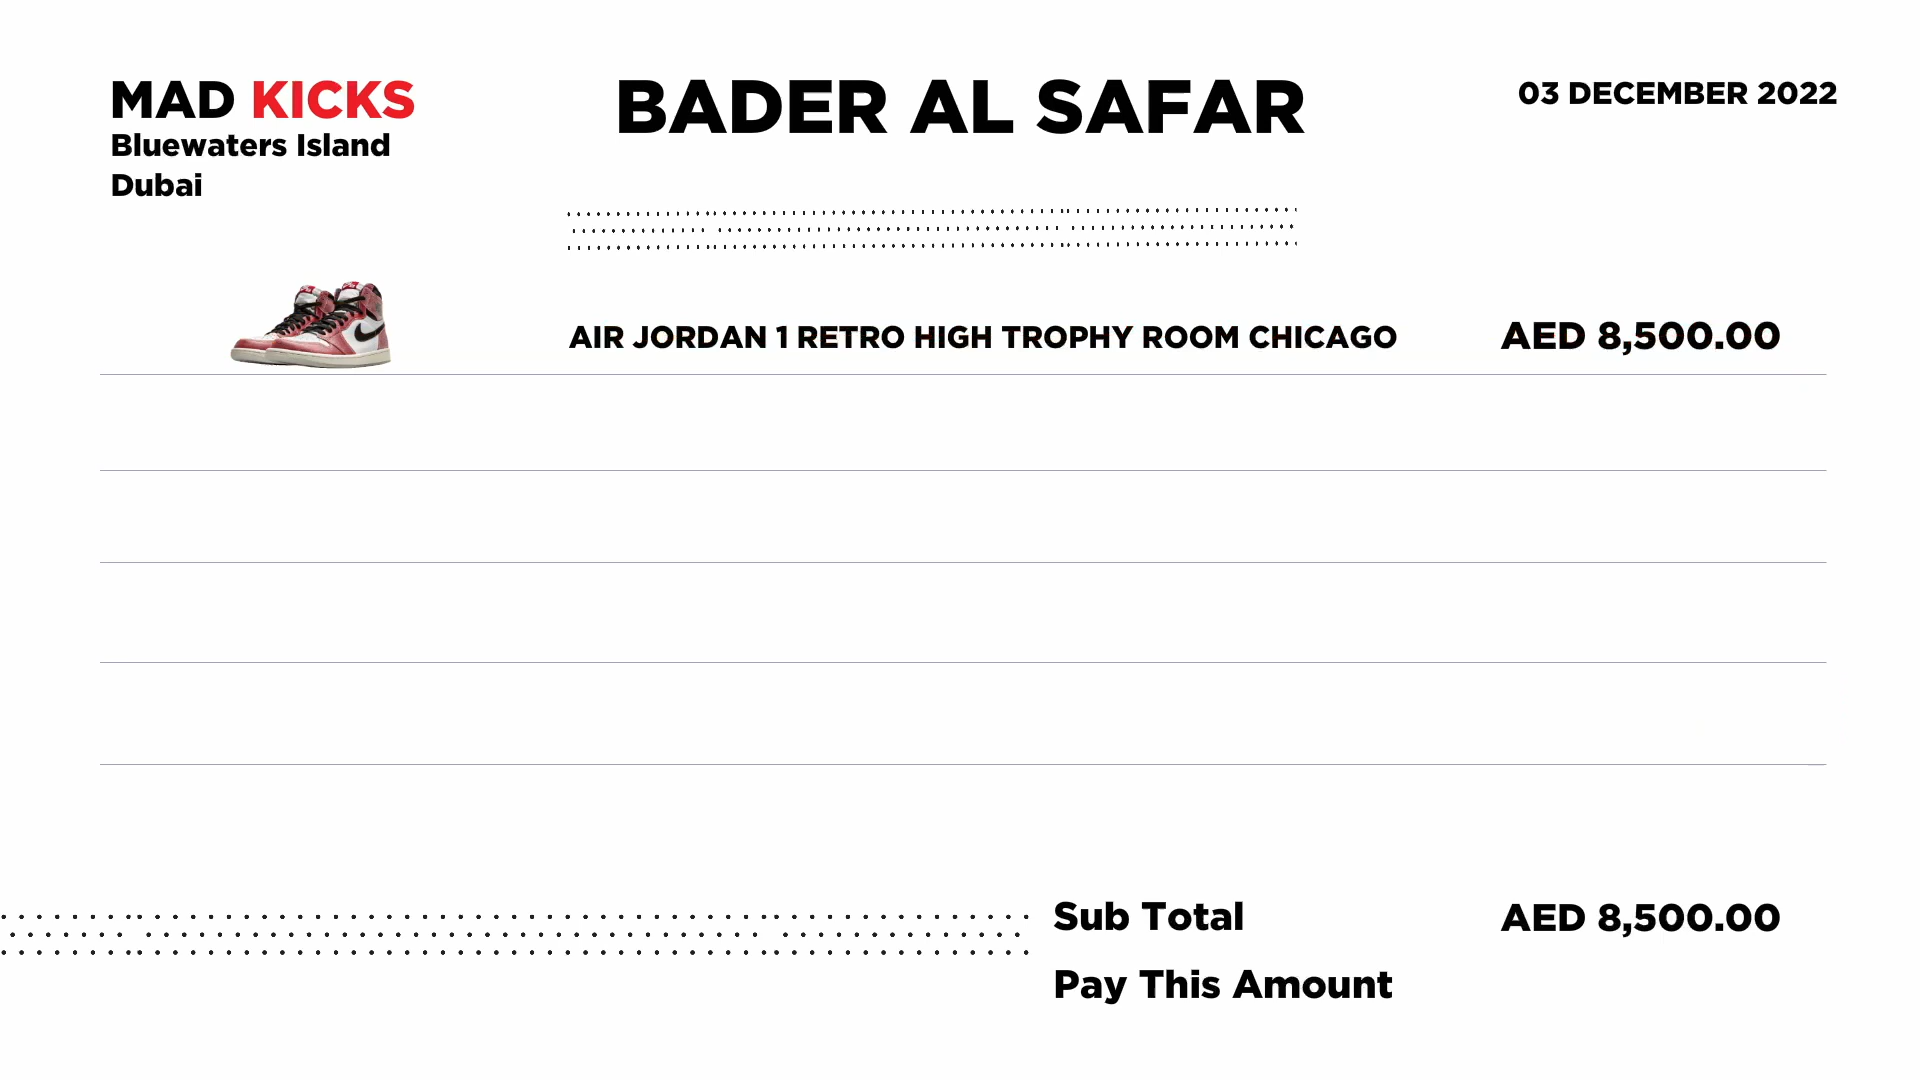 MAD KICKS
Bluewaters Island
Dubai
BADER AL SAFAR
03 DECEMBER 2022
AIR JORDAN 1 RETRO HIGH TROPHY ROOM CHICAGO AED 8,500.00
Sub Total AED 8,500.00
Pay This Amount